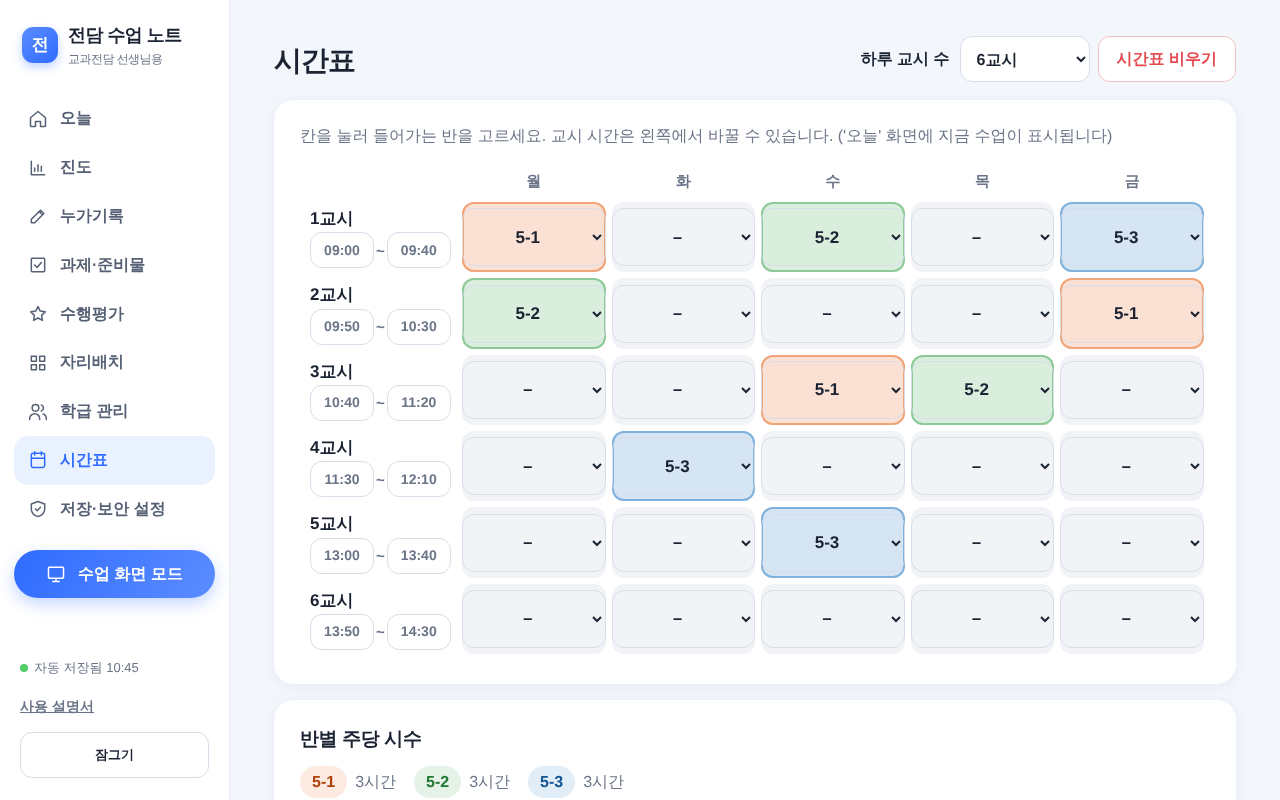 전
전담 수업 노트
교과전담 선생님용
오늘
진도
누가기록
과제·준비물
수행평가
자리배치
학급 관리
시간표
저장·보안 설정
수업 화면 모드
자동 저장됨 10:45
사용 설명서
잠그기
시간표
하루 교시 수 6교시 시간표 비우기
칸을 눌러 들어가는 반을 고르세요. 교시 시간은 왼쪽에서 바꿀 수 있습니다. ('오늘' 화면에 지금 수업이 표시됩니다)
월 화 수 목 금
1교시
09:00 ~ 09:40 5-1 – 5-2 – 5-3
2교시
09:50 ~ 10:30 5-2 – – – 5-1
3교시
10:40 ~ 11:20 – – 5-1 5-2 –
4교시
11:30 ~ 12:10 – 5-3 – – –
5교시
13:00 ~ 13:40 – – 5-3 – –
6교시
13:50 ~ 14:30 – – – – –
반별 주당 시수
5-1 3시간 5-2 3시간 5-3 3시간